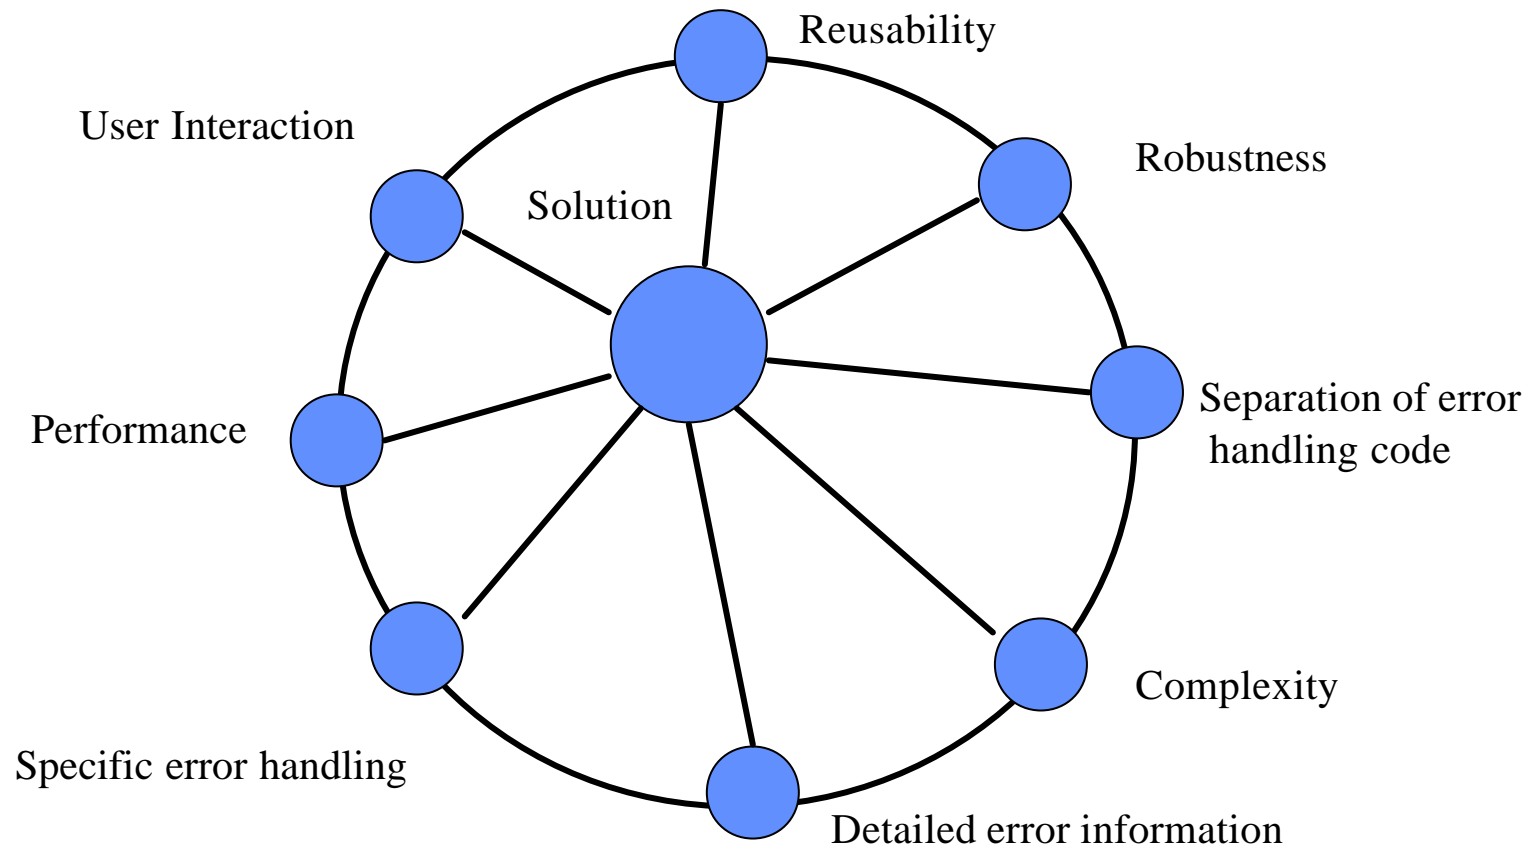 Reusability
User Interaction
Robustness
Solution
Separation of error
handling code
Performance
Complexity
Specific error handling
Detailed error information